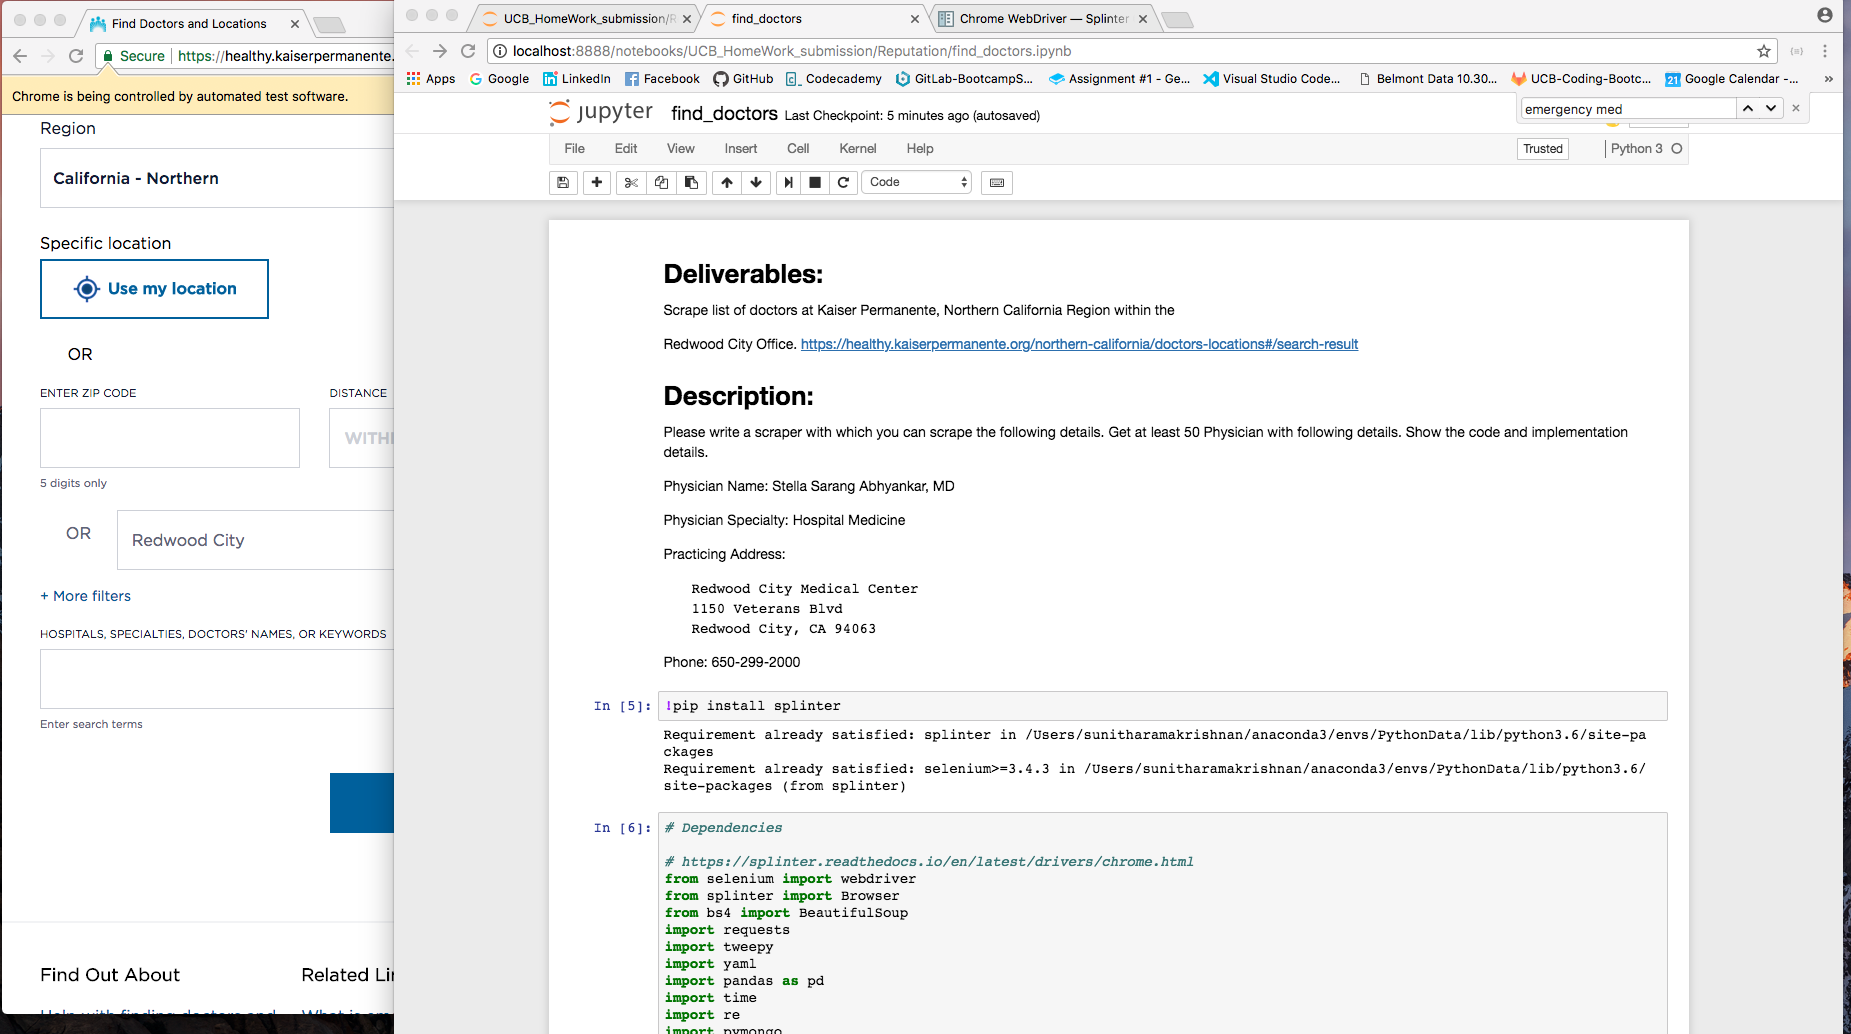 Find Doctors and Locations
Secure
https://healthy.kaiserpermanente.
Chrome is being controlled by automated test software.
Region
California - Northern
Specific location
Use my location
OR
ENTER ZIP CODE
DISTANCE
5 digits only
OR
Redwood City
+ More filters
HOSPITALS, SPECIALTIES, DOCTORS' NAMES, OR KEYWORDS
Enter search terms
Find Out About
Related
Help with finding doctors and
UCB_HomeWork_submission/R
find_doctors
Chrome WebDriver — Splinter
localhost:8888/notebooks/UCB_HomeWork_submission/Reputation/find_doctors.ipynb
Apps Google LinkedIn Facebook GitHub Codecademy GitLab-BootcampS... Assignment #1 - Ge... Visual Studio Code... Belmont Data 10.30... UCB-Coding-Bootc... 21 Google Calendar -... »
emergency med
jupyter find_doctors Last Checkpoint: 5 minutes ago (autosaved)
File Edit View Insert Cell Kernel Help
Trusted
Python 3
Code
Deliverables:
Scrape list of doctors at Kaiser Permanente, Northern California Region within the
Redwood City Office. https://healthy.kaiserpermanente.org/northern-california/doctors-locations#/search-result
Description:
Please write a scraper with which you can scrape the following details. Get at least 50 Physician with following details. Show the code and implementation
details.
Physician Name: Stella Sarang Abhyankar, MD
Physician Specialty: Hospital Medicine
Practicing Address:
Redwood City Medical Center
1150 Veterans Blvd
Redwood City, CA 94063
Phone: 650-299-2000
In [5]: !pip install splinter
Requirement already satisfied: splinter in /Users/sunitharamakrishnan/anaconda3/envs/PythonData/lib/python3.6/site-pa
ckages
Requirement already satisfied: selenium>=3.4.3 in /Users/sunitharamakrishnan/anaconda3/envs/PythonData/lib/python3.6/
site-packages (from splinter)
In [6]: # Dependencies
# https://splinter.readthedocs.io/en/latest/drivers/chrome.html
from selenium import webdriver
from splinter import Browser
from bs4 import BeautifulSoup
import requests
import tweepy
import yaml
import pandas as pd
import time
import re
import pymongo